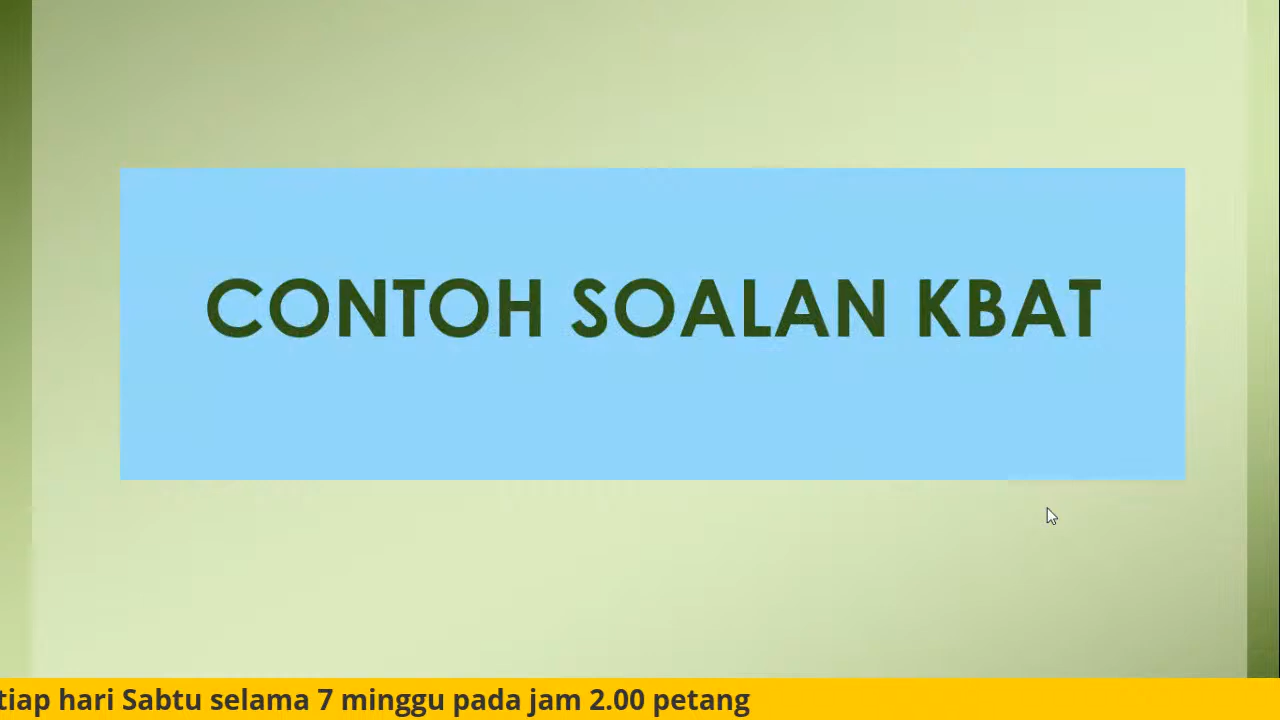 CONTOH SOALAN KBAT
tiap hari Sabtu selama 7 minggu pada jam 2.00 petang